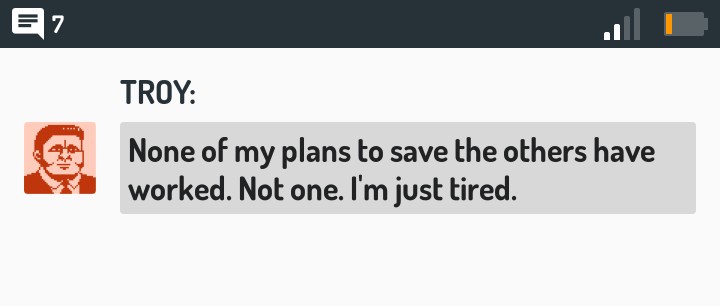 7
TROY:
None of my plans to save the others have
worked. Not one. I'm just tired.